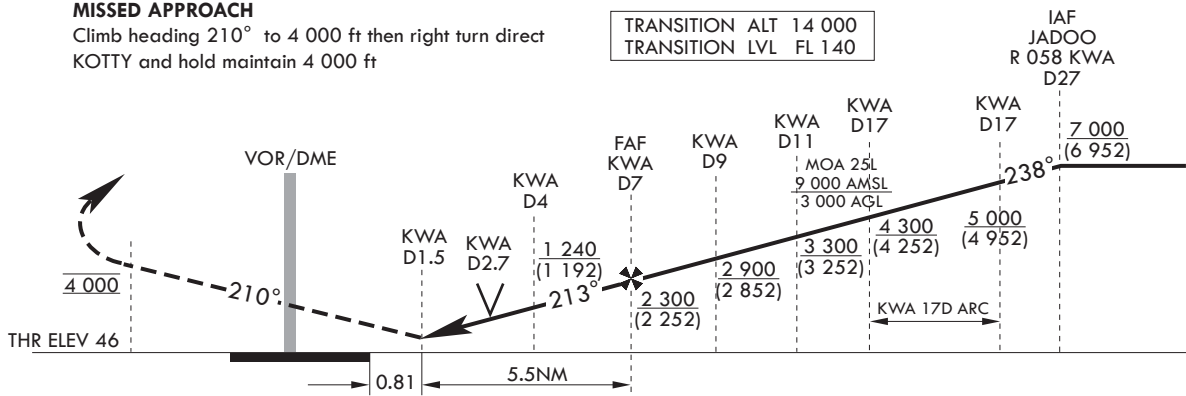 MISSED APPROACH
Climb heading 210° to 4 000 ft then right turn direct
KOTTY and hold maintain 4 000 ft
TRANSITION ALT 14 000
TRANSITION LVL FL 140
IAF
JADOO
R 058 KWA
D27
VOR/DME
KWA
D1.5
KWA
D2.7
KWA
D4
FAF
KWA
D7
KWA
D9
KWA
D11
KWA
D17
KWA
D17
MOA 25L
9 000 AMSL
3 000 AGL
7 000
(6 952)
238°
5 000
(4 952)
4 300
(4 252)
3 300
(3 252)
2 900
(2 852)
2 300
(2 252)
1 240
(1 192)
213°
210°
4 000
KWA 17D ARC
THR ELEV 46
0.81
5.5NM